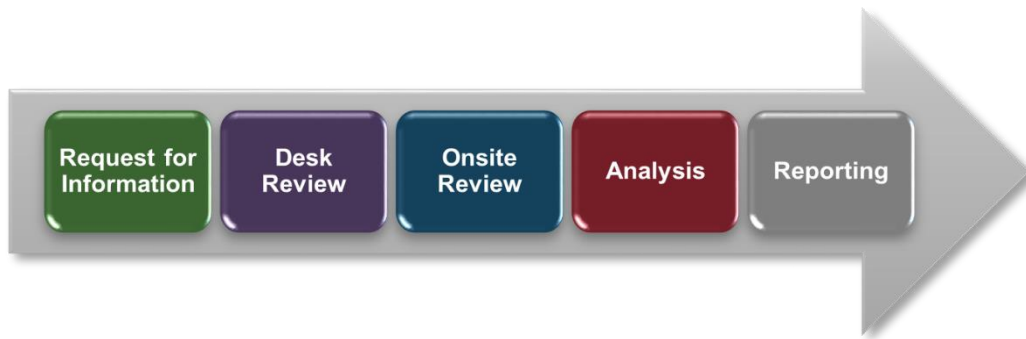 Request for
Information
Desk
Review
Onsite
Review
Analysis
Reporting